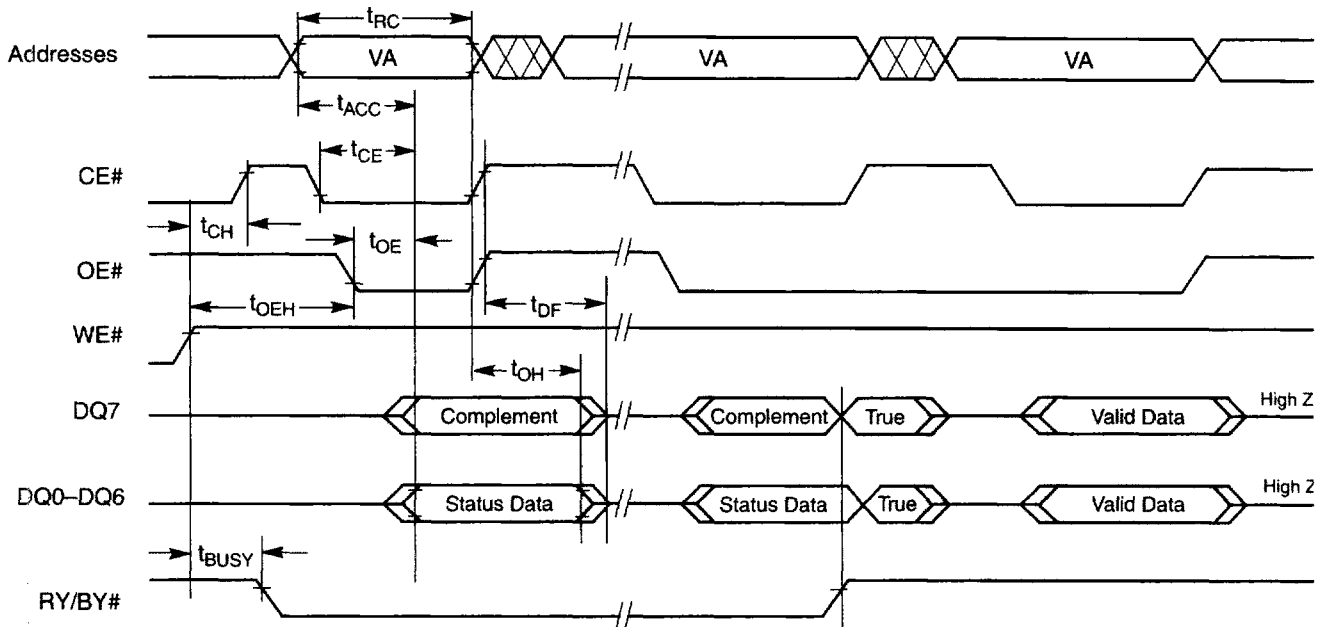 tRC
Addresses VA VA VA
tACC
tCE
CE#
tCH
tOE
OE#
tOEH
tDF
WE#
tOH
DQ7 Complement Complement True Valid Data High Z
DQ0–DQ6 Status Data Status Data True Valid Data High Z
tBUSY
RY/BY#